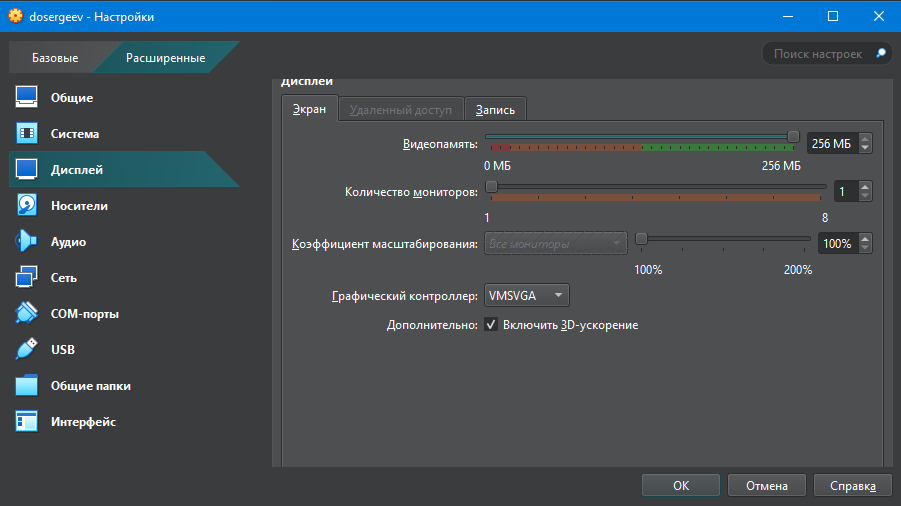 dosergeev - Настройки
Базовые Расширенные Поиск настроек
Общие
Система
Дисплей
Носители
Аудио
Сеть
COM-порты
USB
Общие папки
Интерфейс
Дисплей
Экран Удаленный доступ Запись
Видеопамять: 256 МБ
0 МБ 256 МБ
Количество мониторов: 1
1 8
Коэффициент масштабирования: Все мониторы 100%
100% 200%
Графический контроллер: VMSVGA
Дополнительно: Включить 3D-ускорение
OK Отмена Справка